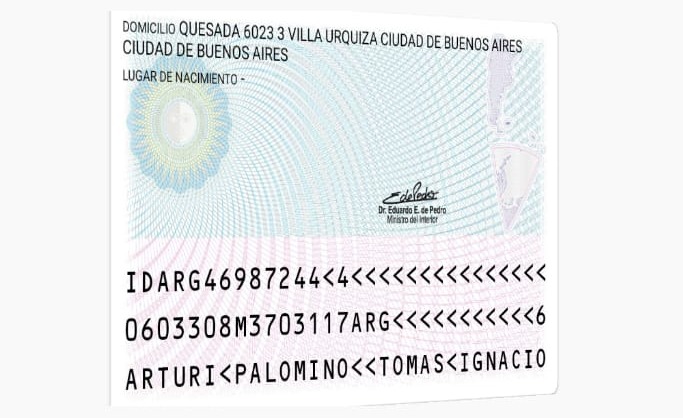 DOMICILIO QUESADA 6023 3 VILLA URQUIZA CIUDAD DE BUENOS AIRES
CIUDAD DE BUENOS AIRES
LUGAR DE NACIMIENTO -
EdePedro
Dr. Eduardo E. de Pedro
Ministro del Interior
IDARG46987244<4<<<<<<<<<<<<<<<
0603308M3703117ARG<<<<<<<<<<<6
ARTURI<PALOMINO<<TOMAS<IGNACIO